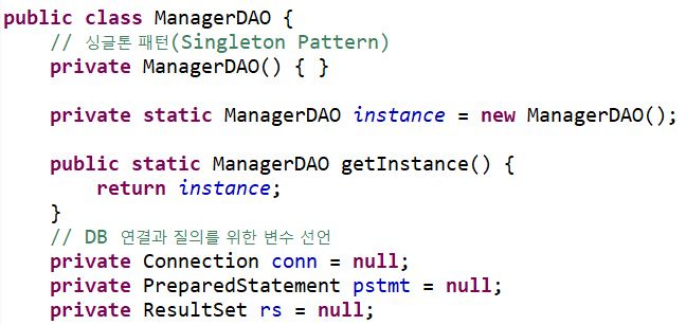 public class ManagerDAO {
// 싱글톤 패턴(Singleton Pattern)
private ManagerDAO() { }
private static ManagerDAO instance = new ManagerDAO();
public static ManagerDAO getInstance() {
return instance;
}
// DB 연결과 질의를 위한 변수 선언
private Connection conn = null;
private PreparedStatement pstmt = null;
private ResultSet rs = null;